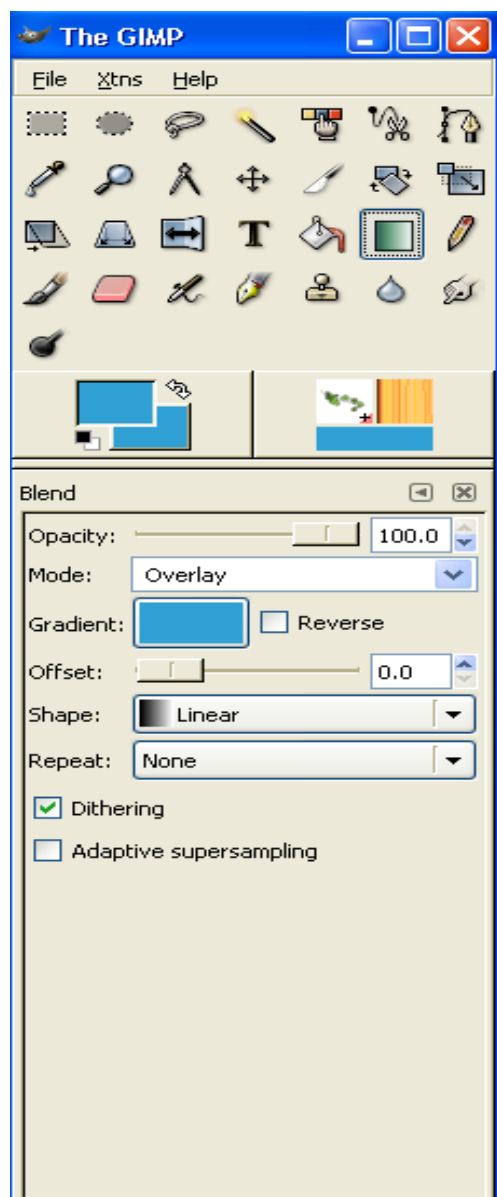 The GIMP
File Xtns Help
T
Blend
Opacity: 100.0
Mode: Overlay
Gradient: Reverse
Offset: 0.0
Shape: Linear
Repeat: None
Dithering
Adaptive supersampling